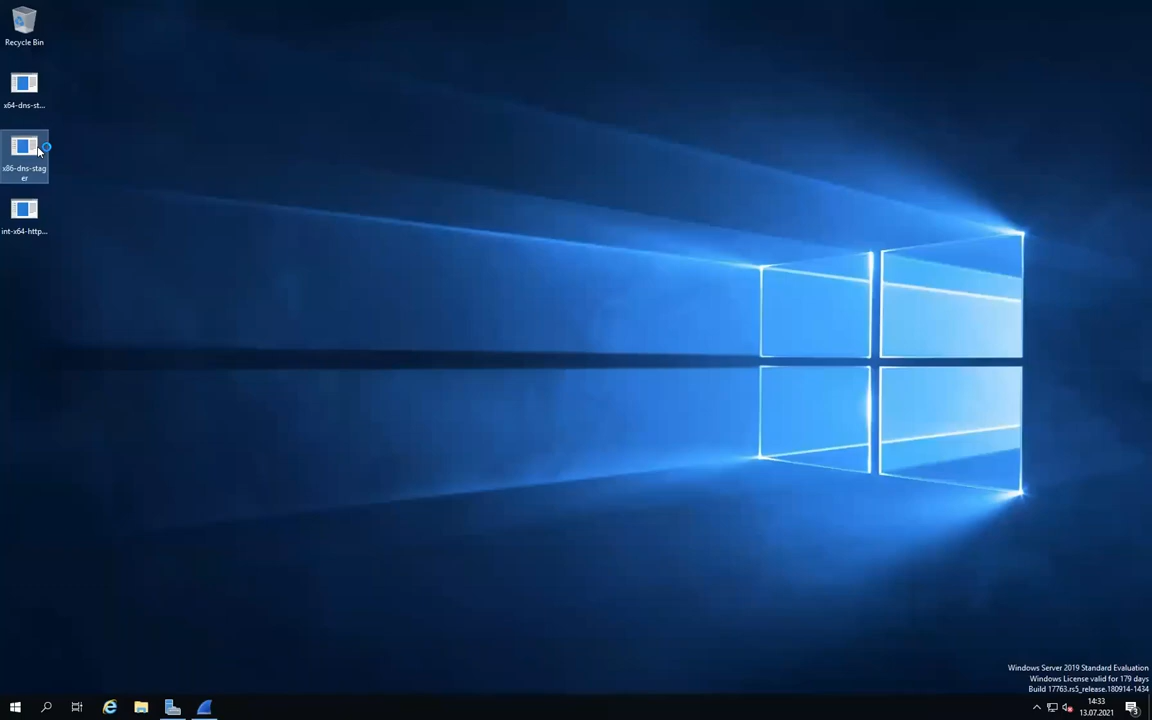 Recycle Bin
x64-dns-st...
x86-dns-stag
er
int-x64-http...
Windows Server 2019 Standard Evaluation
Windows License valid for 179 days
Build 17763.rs5_release.180914-1434
14:33
13.07.2021
3